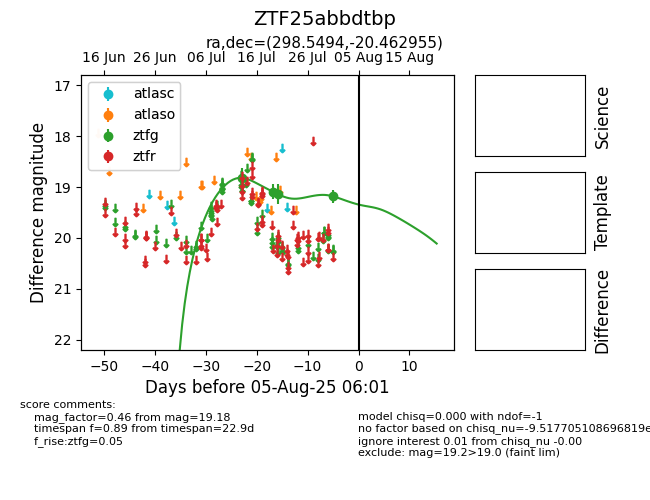 ZTF25abbdtbp
ra,dec=(298.5494,-20.462955)
16 Jun 26 Jun 06 Jul 16 Jul 26 Jul 05 Aug 15 Aug
atlasc
atlaso
ztfg
ztfr
17
18
19
20
21
22
Difference magnitude
−50 −40 −30 −20 −10 0 10
Days before 05-Aug-25 06:01
Science
Template
Difference
score comments:
mag_factor=0.46 from mag=19.18
timespan f=0.89 from timespan=22.9d
f_rise:ztfg=0.05
model chisq=0.000 with ndof=-1
no factor based on chisq_nu=-9.517705108696819e
ignore interest 0.01 from chisq_nu -0.00
exclude: mag=19.2>19.0 (faint lim)